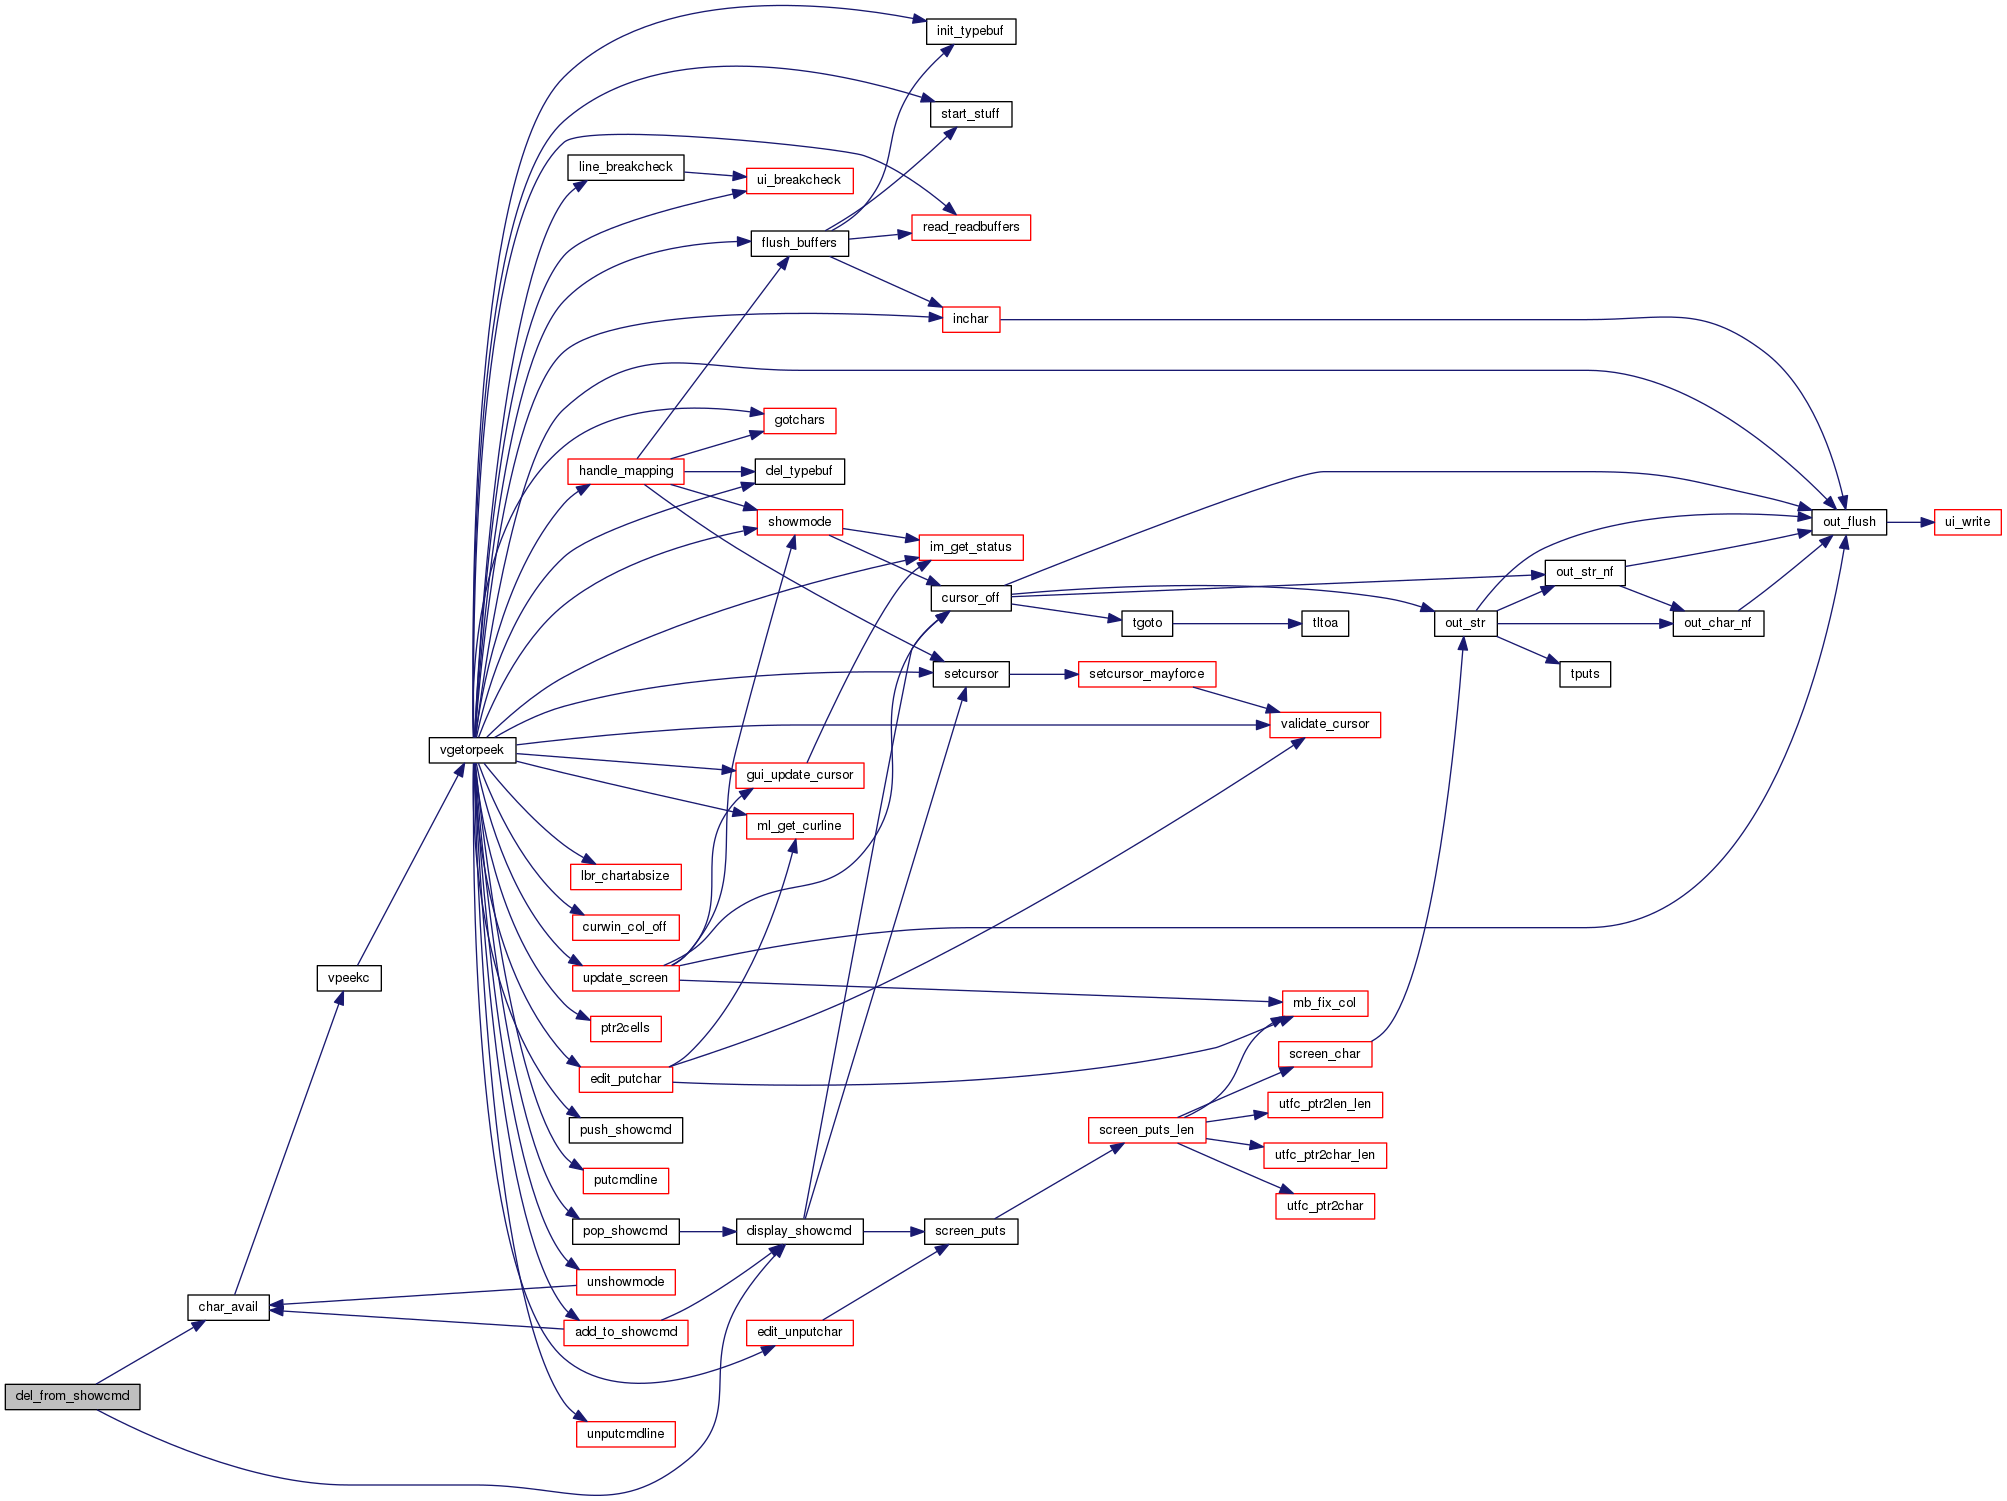 init_typebuf
start_stuff
line_breakcheck
ui_breakcheck
read_readbuffers
flush_buffers
inchar
gotchars
handle_mapping
del_typebuf
showmode
out_flush
ui_write
im_get_status
out_str_nf
cursor_off
tgoto
tltoa
out_str
out_char_nf
setcursor
setcursor_mayforce
tputs
validate_cursor
vgetorpeek
gui_update_cursor
ml_get_curline
lbr_chartabsize
curwin_col_off
vpeekc
update_screen
mb_fix_col
ptr2cells
screen_char
edit_putchar
utfc_ptr2len_len
push_showcmd
screen_puts_len
utfc_ptr2char_len
putcmdline
utfc_ptr2char
pop_showcmd
display_showcmd
screen_puts
unshowmode
char_avail
add_to_showcmd
edit_unputchar
del_from_showcmd
unputcmdline